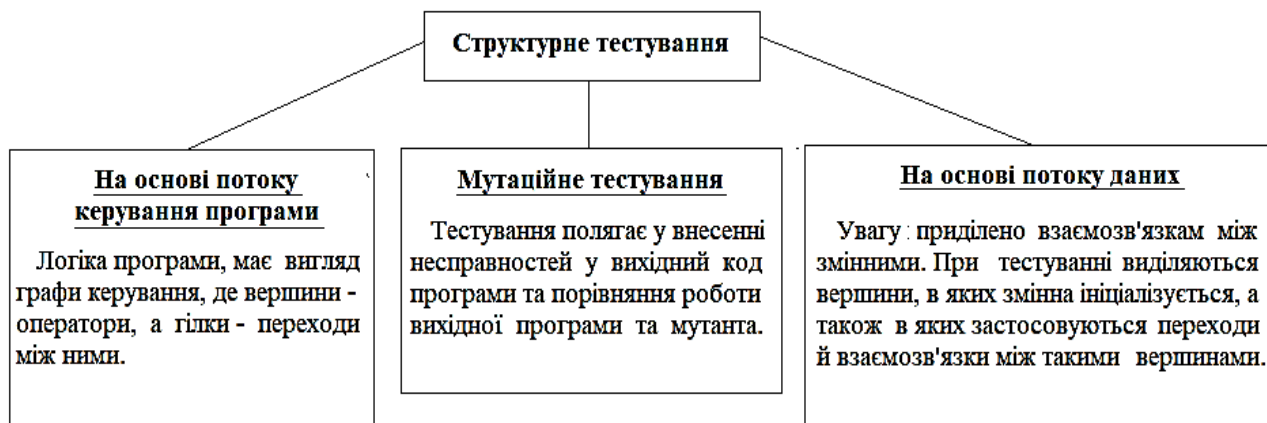 Структурне тестування
На основі потоку
керування програми
Логіка програми, має вигляд
графи керування, де вершини -
оператори, а гілки - переходи
між ними.
Мутаційне тестування
Тестування полягає у внесенні
несправностей у вихідний код
програми та порівняння роботи
вихідної програми та мутанта.
На основі потоку даних
Увагу : приділено взаємозв'язкам між
змінними. При тестуванні виділяються
вершини, в яких змінна ініціалізується, а
також в яких застосовуються переходи
й взаємозв'язки між такими вершинами.